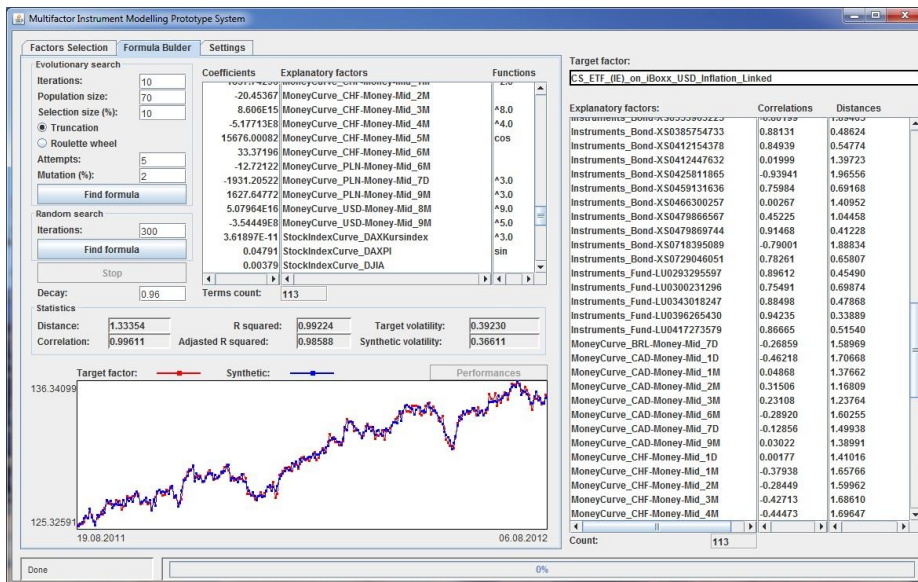 Multifactor Instrument Modelling Prototype System
Factors Selection Formula Bulder Settings
Evolutionary search
Iterations: 10
Population size: 70
Selection size (%): 10
Truncation
Roulette wheel
Attempts: 5
Mutation (%): 2
Find formula
Random search
Iterations: 300
Find formula
Stop
Decay: 0.96
Coefficients Explanatory factors Functions
-20.45367 MoneyCurve_CHF-Money-Mid_2M
8.606E15 MoneyCurve_CHF-Money-Mid_3M ^8.0
-5.17713E8 MoneyCurve_CHF-Money-Mid_4M ^4.0
15676.00082 MoneyCurve_CHF-Money-Mid_5M cos
33.37196 MoneyCurve_CHF-Money-Mid_6M
-12.72122 MoneyCurve_PLN-Money-Mid_6M
-1931.20522 MoneyCurve_PLN-Money-Mid_7D ^3.0
1627.64772 MoneyCurve_PLN-Money-Mid_9M ^3.0
5.07964E16 MoneyCurve_USD-Money-Mid_8M ^9.0
-3.54449E8 MoneyCurve_USD-Money-Mid_9M ^5.0
3.61897E-11 StockIndexCurve_DAXKursindex ^3.0
0.04791 StockIndexCurve_DAXPI sin
0.00379 StockIndexCurve_DJIA
Terms count: 113
Statistics
Distance: 1.33354 R squared: 0.99224 Target volatility: 0.39230
Correlation: 0.99611 Adjusted R squared: 0.98588 Synthetic volatility: 0.36611
Target factor: Synthetic: Performances
136.34099
125.32591
19.08.2011 06.08.2012
Target factor:
CS_ETF_(IE)_on_iBoxx_USD_Inflation_Linked
Explanatory factors: Correlations Distances
Instruments_Bond-XS0385754733 0.88131 0.48624
Instruments_Bond-XS0412154378 0.84939 0.54774
Instruments_Bond-XS0412447632 0.01999 1.39723
Instruments_Bond-XS0425811865 -0.93941 1.96556
Instruments_Bond-XS0459131636 0.75984 0.69168
Instruments_Bond-XS0466300257 0.00267 1.40952
Instruments_Bond-XS0479866567 0.45225 1.04458
Instruments_Bond-XS0479869744 0.91468 0.41228
Instruments_Bond-XS0718395089 -0.79001 1.88834
Instruments_Bond-XS0729046051 0.78261 0.65807
Instruments_Fund-LU0293295597 0.89612 0.45490
Instruments_Fund-LU0300231296 0.75491 0.69874
Instruments_Fund-LU0343018247 0.88498 0.47868
Instruments_Fund-LU0396265430 0.94235 0.33889
Instruments_Fund-LU0417273579 0.86665 0.51540
MoneyCurve_BRL-Money-Mid_7D -0.26859 1.58969
MoneyCurve_CAD-Money-Mid_1D -0.46218 1.70668
MoneyCurve_CAD-Money-Mid_1M 0.04868 1.37662
MoneyCurve_CAD-Money-Mid_2M 0.31506 1.16809
MoneyCurve_CAD-Money-Mid_3M 0.23108 1.23764
MoneyCurve_CAD-Money-Mid_6M -0.28920 1.60255
MoneyCurve_CAD-Money-Mid_7D -0.12856 1.49938
MoneyCurve_CAD-Money-Mid_9M 0.03022 1.38991
MoneyCurve_CHF-Money-Mid_1D 0.00177 1.41016
MoneyCurve_CHF-Money-Mid_1M -0.37938 1.65766
MoneyCurve_CHF-Money-Mid_2M -0.28449 1.59962
MoneyCurve_CHF-Money-Mid_3M -0.42713 1.68610
MoneyCurve_CHF-Money-Mid_4M -0.44473 1.69647
Count: 113
Done 0%